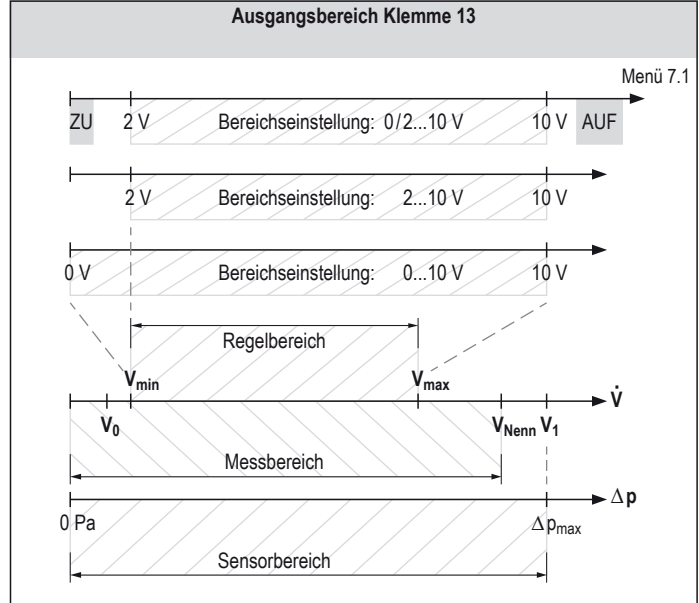 Ausgangsbereich Klemme 13
Menü 7.1
ZU 2 V Bereichseinstellung: 0/2...10 V 10 V AUF
2 V Bereichseinstellung: 2...10 V 10 V
0 V Bereichseinstellung: 0...10 V 10 V
Regelbereich
Vmin Vmax
V̇
V0 VNenn V1
Messbereich
Δp
0 Pa Δpmax
Sensorbereich